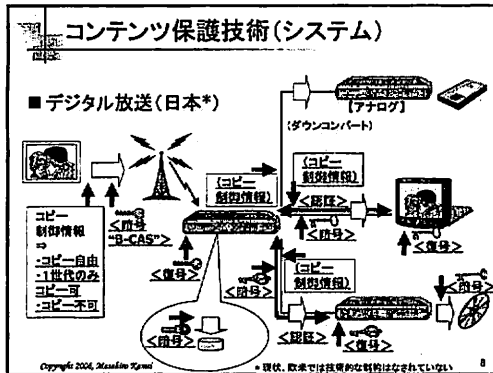 コンテンツ保護技術(システム)
■ デジタル放送(日本*)
【アナログ】
(ダウンコンバート)
(コピー
制御情報)
(コピー
制御情報)
<認証>
<暗号>
<復号>
コピー
制御情報
⇒
・コピー自由
・1世代のみ
コピー可
・コピー不可
<暗号
"B-CAS">
<復号>
<暗号>
(コピー
制御情報)
<暗号>
<認証>
<復号>
<暗号>
Copyright 2006, Masahiro Kamei
* 現状、欧米では技術的な制約はなされていない
8